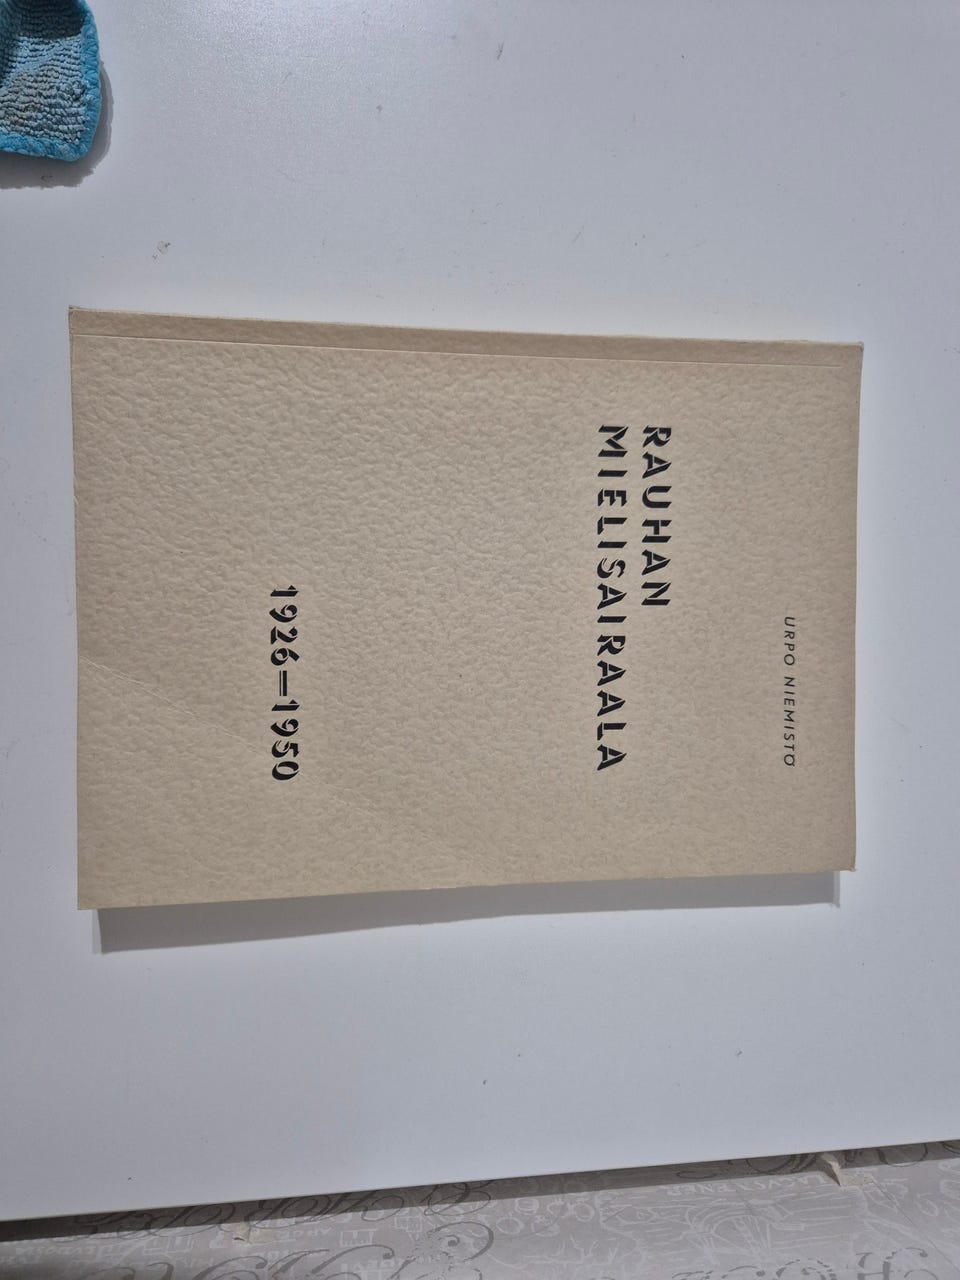 URPO NIEMISTÖ
RAUHAN
MIELISAIRAALA
1926—1950